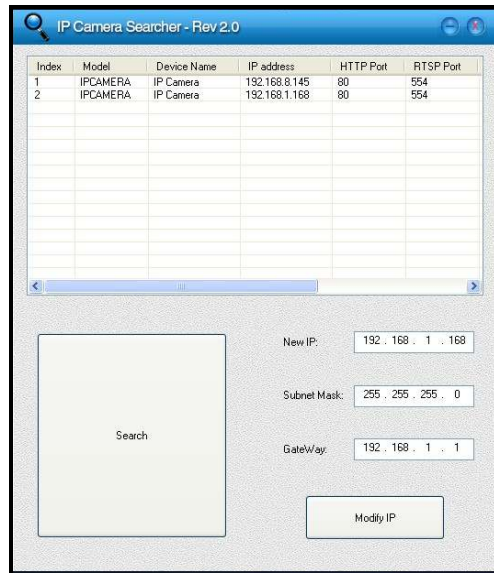 IP Camera Searcher - Rev 2.0
Index Model Device Name IP address HTTP Port RTSP Port
1 IPCAMERA IP Camera 192.168.8.145 80 554
2 IPCAMERA IP Camera 192.168.1.168 80 554
New IP: 192 . 168 . 1 . 168
Subnet Mask: 255 . 255 . 255 . 0
Search
GateWay: 192 . 168 . 1 . 1
Modify IP